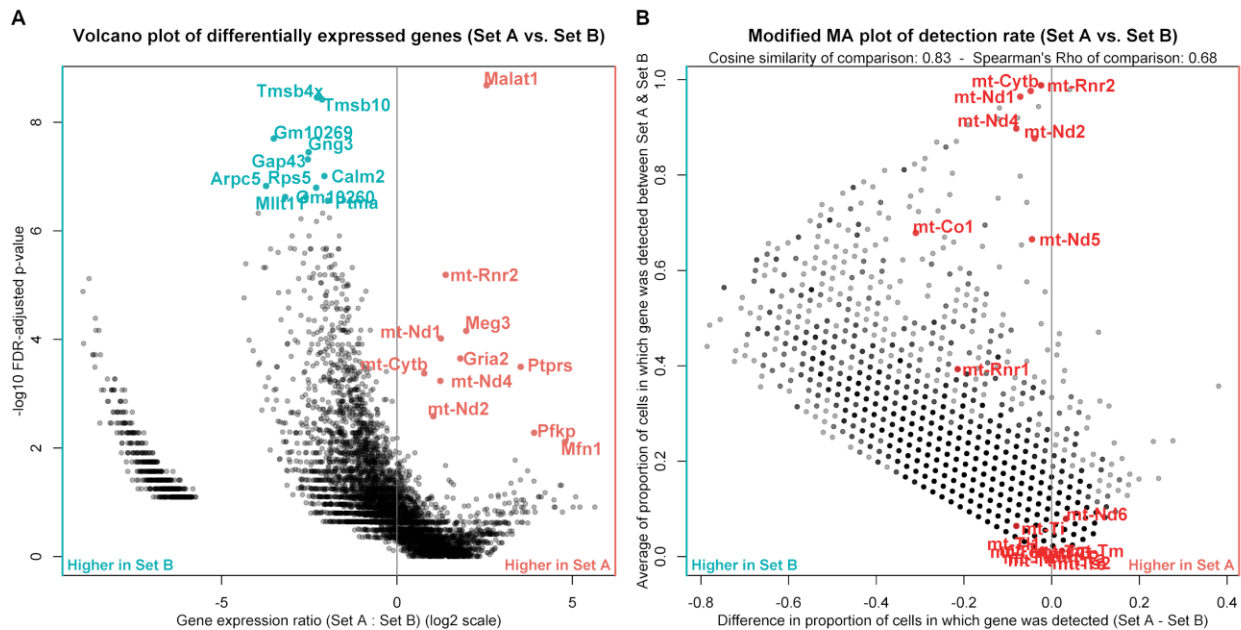 A
Volcano plot of differentially expressed genes (Set A vs. Set B)
-log10 FDR-adjusted p-value
8
6
4
2
0
Malat1
Tmsb4x
Tmsb10
Gm10269
Gng3
Gap43
Arpc5
Rps5
Calm2
Gm10260
Mllt11
Ptma
mt-Rnr2
Meg3
mt-Nd1
Gria2
mt-Cytb
Ptprs
mt-Nd4
mt-Nd2
Pfkp
Mfn1
Higher in Set B
Higher in Set A
-5
0
5
Gene expression ratio (Set A : Set B) (log2 scale)
B
Modified MA plot of detection rate (Set A vs. Set B)
Cosine similarity of comparison: 0.83 - Spearman's Rho of comparison: 0.68
Average of proportion of cells in which gene was detected between Set A & Set B
1.0
0.8
0.6
0.4
0.2
0.0
mt-Cytb
mt-Rnr2
mt-Nd1
mt-Nd4
mt-Nd2
mt-Co1
mt-Nd5
mt-Rnr1
mt-Nd6
Higher in Set B
Higher in Set A
-0.8
-0.6
-0.4
-0.2
0.0
0.2
0.4
Difference in proportion of cells in which gene was detected (Set A - Set B)